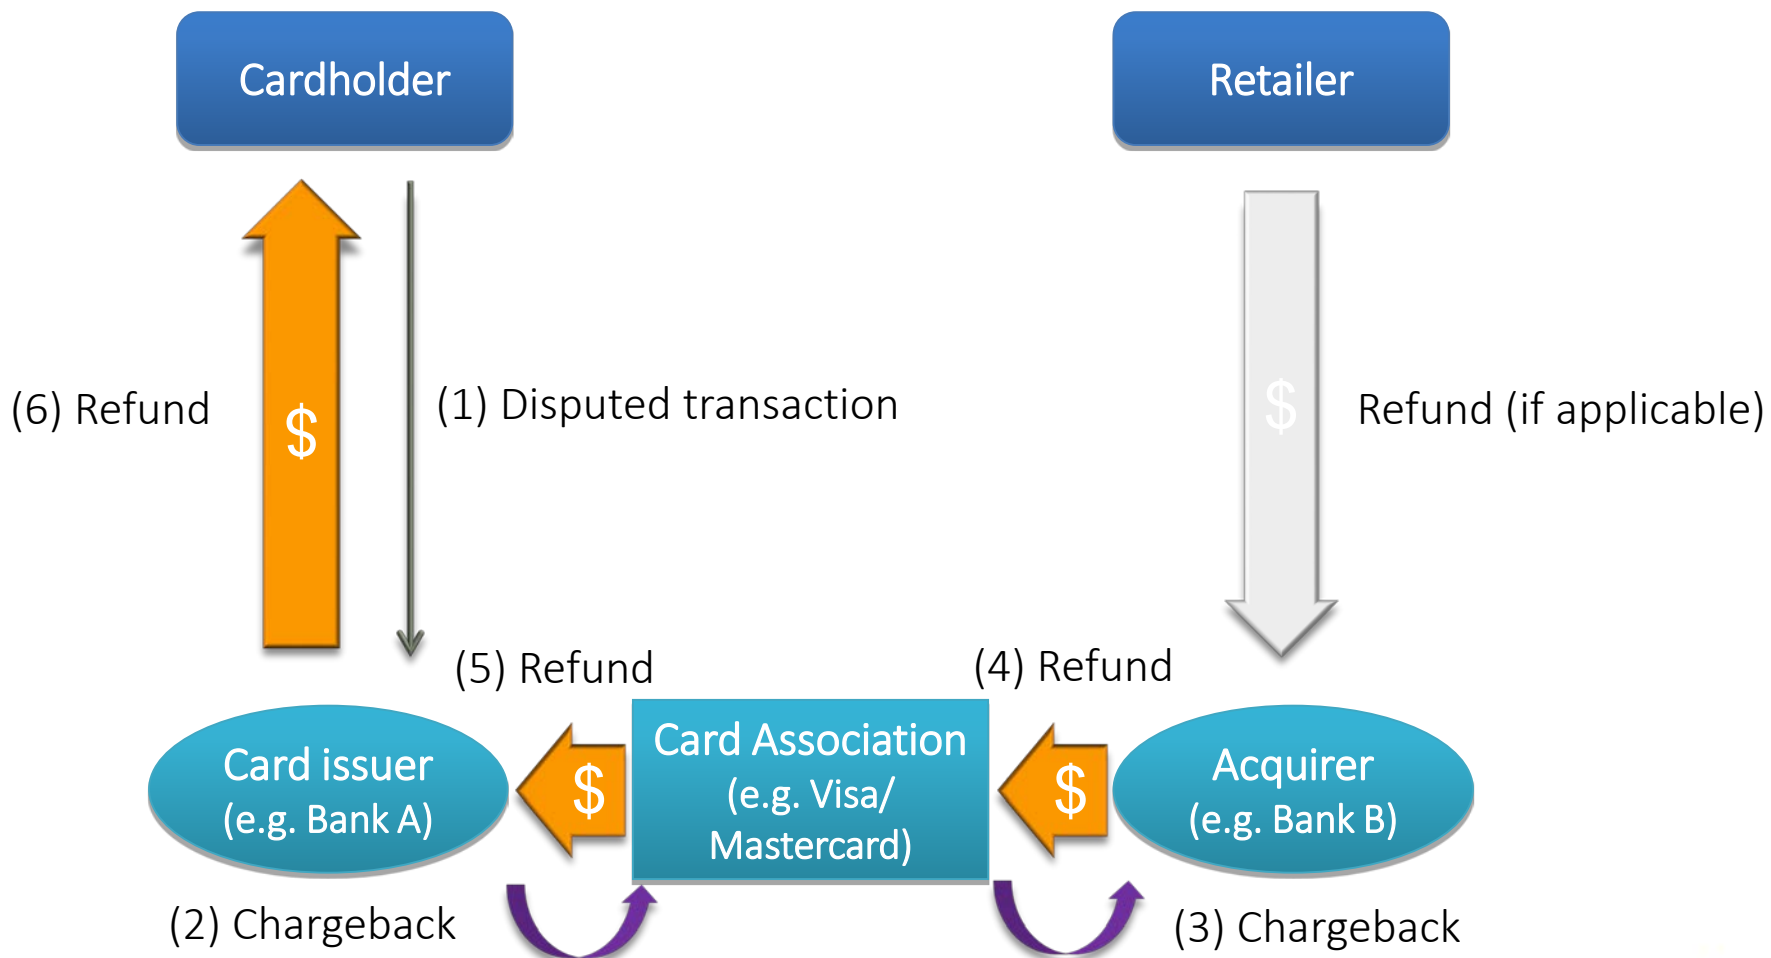 Cardholder
Retailer
(6) Refund
$
(1) Disputed transaction
$
Refund (if applicable)
(5) Refund
(4) Refund
Card issuer
(e.g. Bank A)
$
Card Association
(e.g. Visa/
Mastercard)
$
Acquirer
(e.g. Bank B)
(2) Chargeback
(3) Chargeback